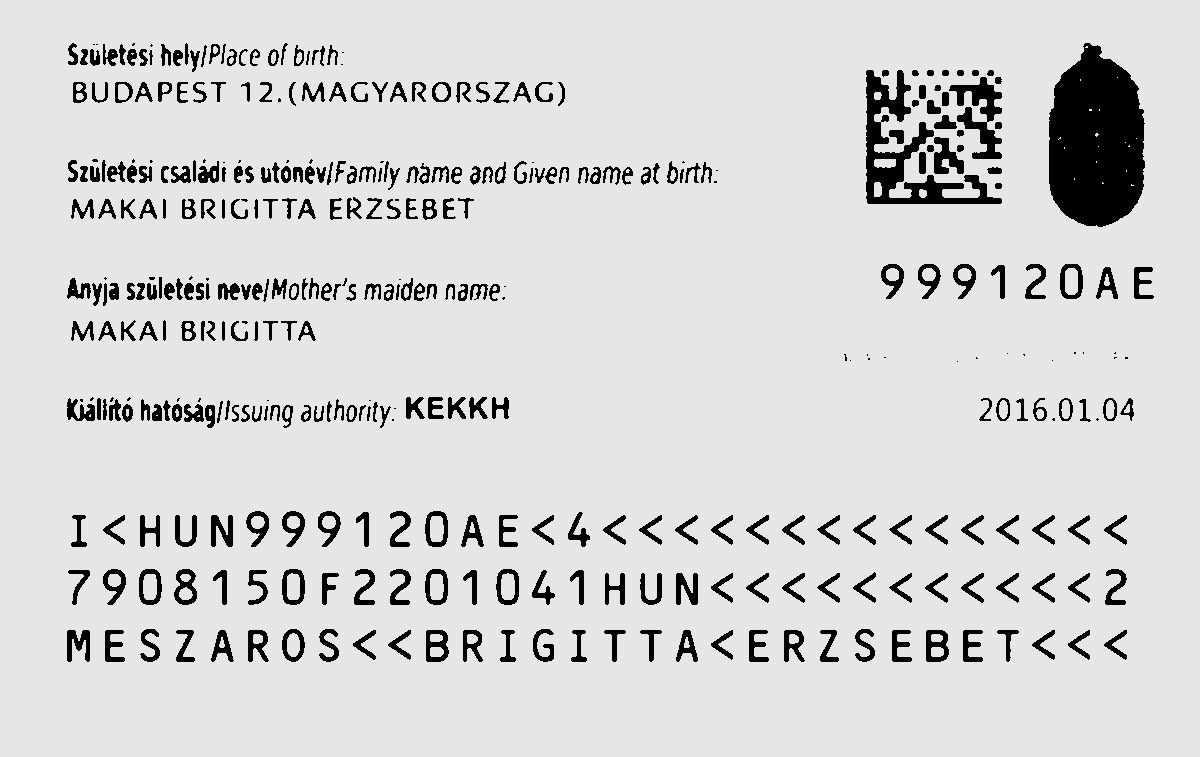 Születési hely/Place of birth:
BUDAPEST 12.(MAGYARORSZAG)
Születési családi és utónév/Family name and Given name at birth:
MAKAI BRIGITTA ERZSEBET
999120AE
Anyja születési neve/Mother's maiden name:
MAKAI BRIGITTA
Kiállító hatóság/Issuing authority: KEKKH
2016.01.04
I<HUN999120AE<4<<<<<<<<<<<<<<<
7908150F2201041HUN<<<<<<<<<<<2
MESZAROS<<BRIGITTA<ERZSEBET<<<